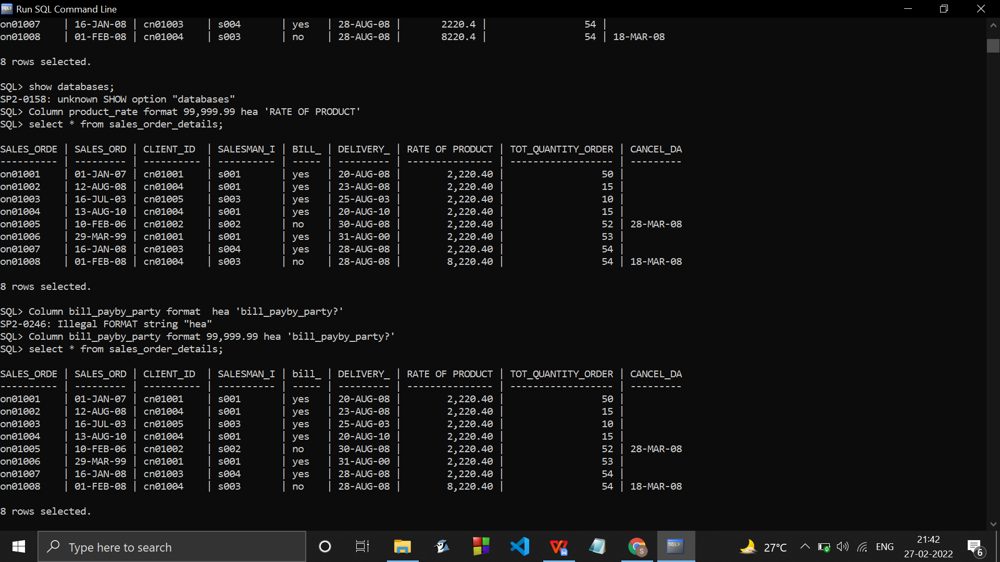 Run SQL Command Line
on01007    | 16-JAN-08 | cn01003    | s004       | yes   | 28-AUG-08 |       2220.4 |                 54 |
on01008    | 01-FEB-08 | cn01004    | s003       | no    | 28-AUG-08 |       8220.4 |                 54 | 18-MAR-08
8 rows selected.
SQL> show databases;
SP2-0158: unknown SHOW option "databases"
SQL> Column product_rate format 99,999.99 hea 'RATE OF PRODUCT'
SQL> select * from sales_order_details;
SALES_ORDE | SALES_ORD | CLIENT_ID  | SALESMAN_I | BILL_ | DELIVERY_ | RATE OF PRODUCT | TOT_QUANTITY_ORDER | CANCEL_DA
---------- | --------- | ---------- | ---------- | ----- | --------- | --------------- | ------------------ | ---------
on01001    | 01-JAN-07 | cn01001    | s001       | yes   | 20-AUG-08 |        2,220.40 |                 50 |
on01002    | 12-AUG-08 | cn01004    | s001       | yes   | 23-AUG-08 |        2,220.40 |                 15 |
on01003    | 16-JUL-03 | cn01005    | s003       | yes   | 25-AUG-03 |        2,220.40 |                 10 |
on01004    | 13-AUG-10 | cn01004    | s001       | yes   | 20-AUG-10 |        2,220.40 |                 15 |
on01005    | 10-FEB-06 | cn01002    | s002       | no    | 30-AUG-08 |        2,220.40 |                 52 | 28-MAR-08
on01006    | 29-MAR-99 | cn01001    | s001       | yes   | 31-AUG-00 |        2,220.40 |                 53 |
on01007    | 16-JAN-08 | cn01003    | s004       | yes   | 28-AUG-08 |        2,220.40 |                 54 |
on01008    | 01-FEB-08 | cn01004    | s003       | no    | 28-AUG-08 |        8,220.40 |                 54 | 18-MAR-08
8 rows selected.
SQL> Column bill_payby_party format  hea 'bill_payby_party?'
SP2-0246: Illegal FORMAT string "hea"
SQL> Column bill_payby_party format 99,999.99 hea 'bill_payby_party?'
SQL> select * from sales_order_details;
SALES_ORDE | SALES_ORD | CLIENT_ID  | SALESMAN_I | bill_ | DELIVERY_ | RATE OF PRODUCT | TOT_QUANTITY_ORDER | CANCEL_DA
---------- | --------- | ---------- | ---------- | ----- | --------- | --------------- | ------------------ | ---------
on01001    | 01-JAN-07 | cn01001    | s001       | yes   | 20-AUG-08 |        2,220.40 |                 50 |
on01002    | 12-AUG-08 | cn01004    | s001       | yes   | 23-AUG-08 |        2,220.40 |                 15 |
on01003    | 16-JUL-03 | cn01005    | s003       | yes   | 25-AUG-03 |        2,220.40 |                 10 |
on01004    | 13-AUG-10 | cn01004    | s001       | yes   | 20-AUG-10 |        2,220.40 |                 15 |
on01005    | 10-FEB-06 | cn01002    | s002       | no    | 30-AUG-08 |        2,220.40 |                 52 | 28-MAR-08
on01006    | 29-MAR-99 | cn01001    | s001       | yes   | 31-AUG-00 |        2,220.40 |                 53 |
on01007    | 16-JAN-08 | cn01003    | s004       | yes   | 28-AUG-08 |        2,220.40 |                 54 |
on01008    | 01-FEB-08 | cn01004    | s003       | no    | 28-AUG-08 |        8,220.40 |                 54 | 18-MAR-08
8 rows selected.
Type here to search
27°C
ENG
21:42
27-02-2022
6